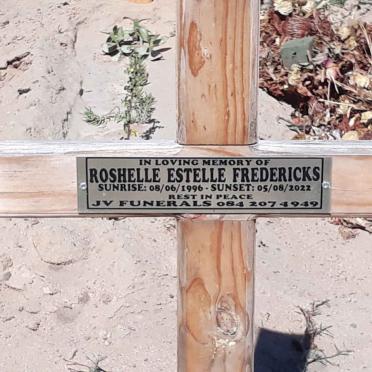 IN LOVING MEMORY OF
ROSHELLE ESTELLE FREDERICKS
SUNRISE: 08/06/1996 - SUNSET: 05/08/2022
REST IN PEACE
JV FUNERALS 084 207 4949